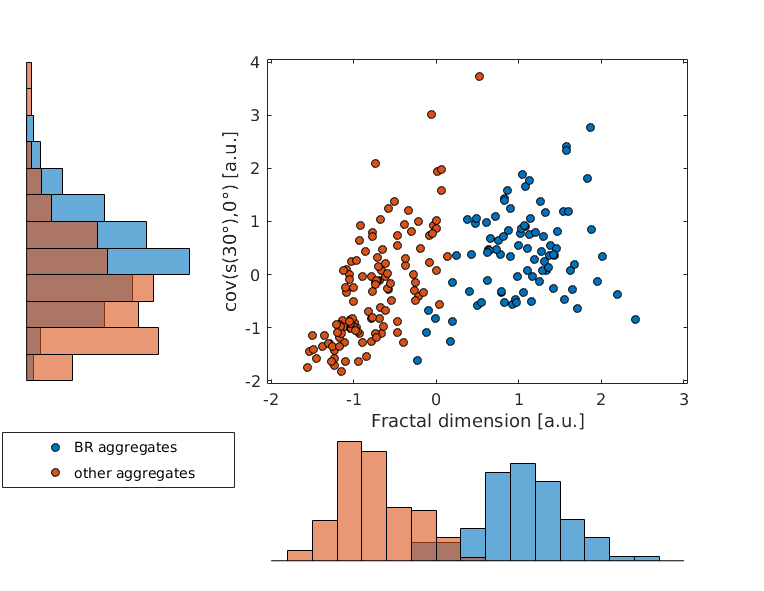 4
3
2
1
0
-1
-2
cov(s(30°),0°) [a.u.]
-2 -1 0 1 2 3
Fractal dimension [a.u.]
BR aggregates
other aggregates